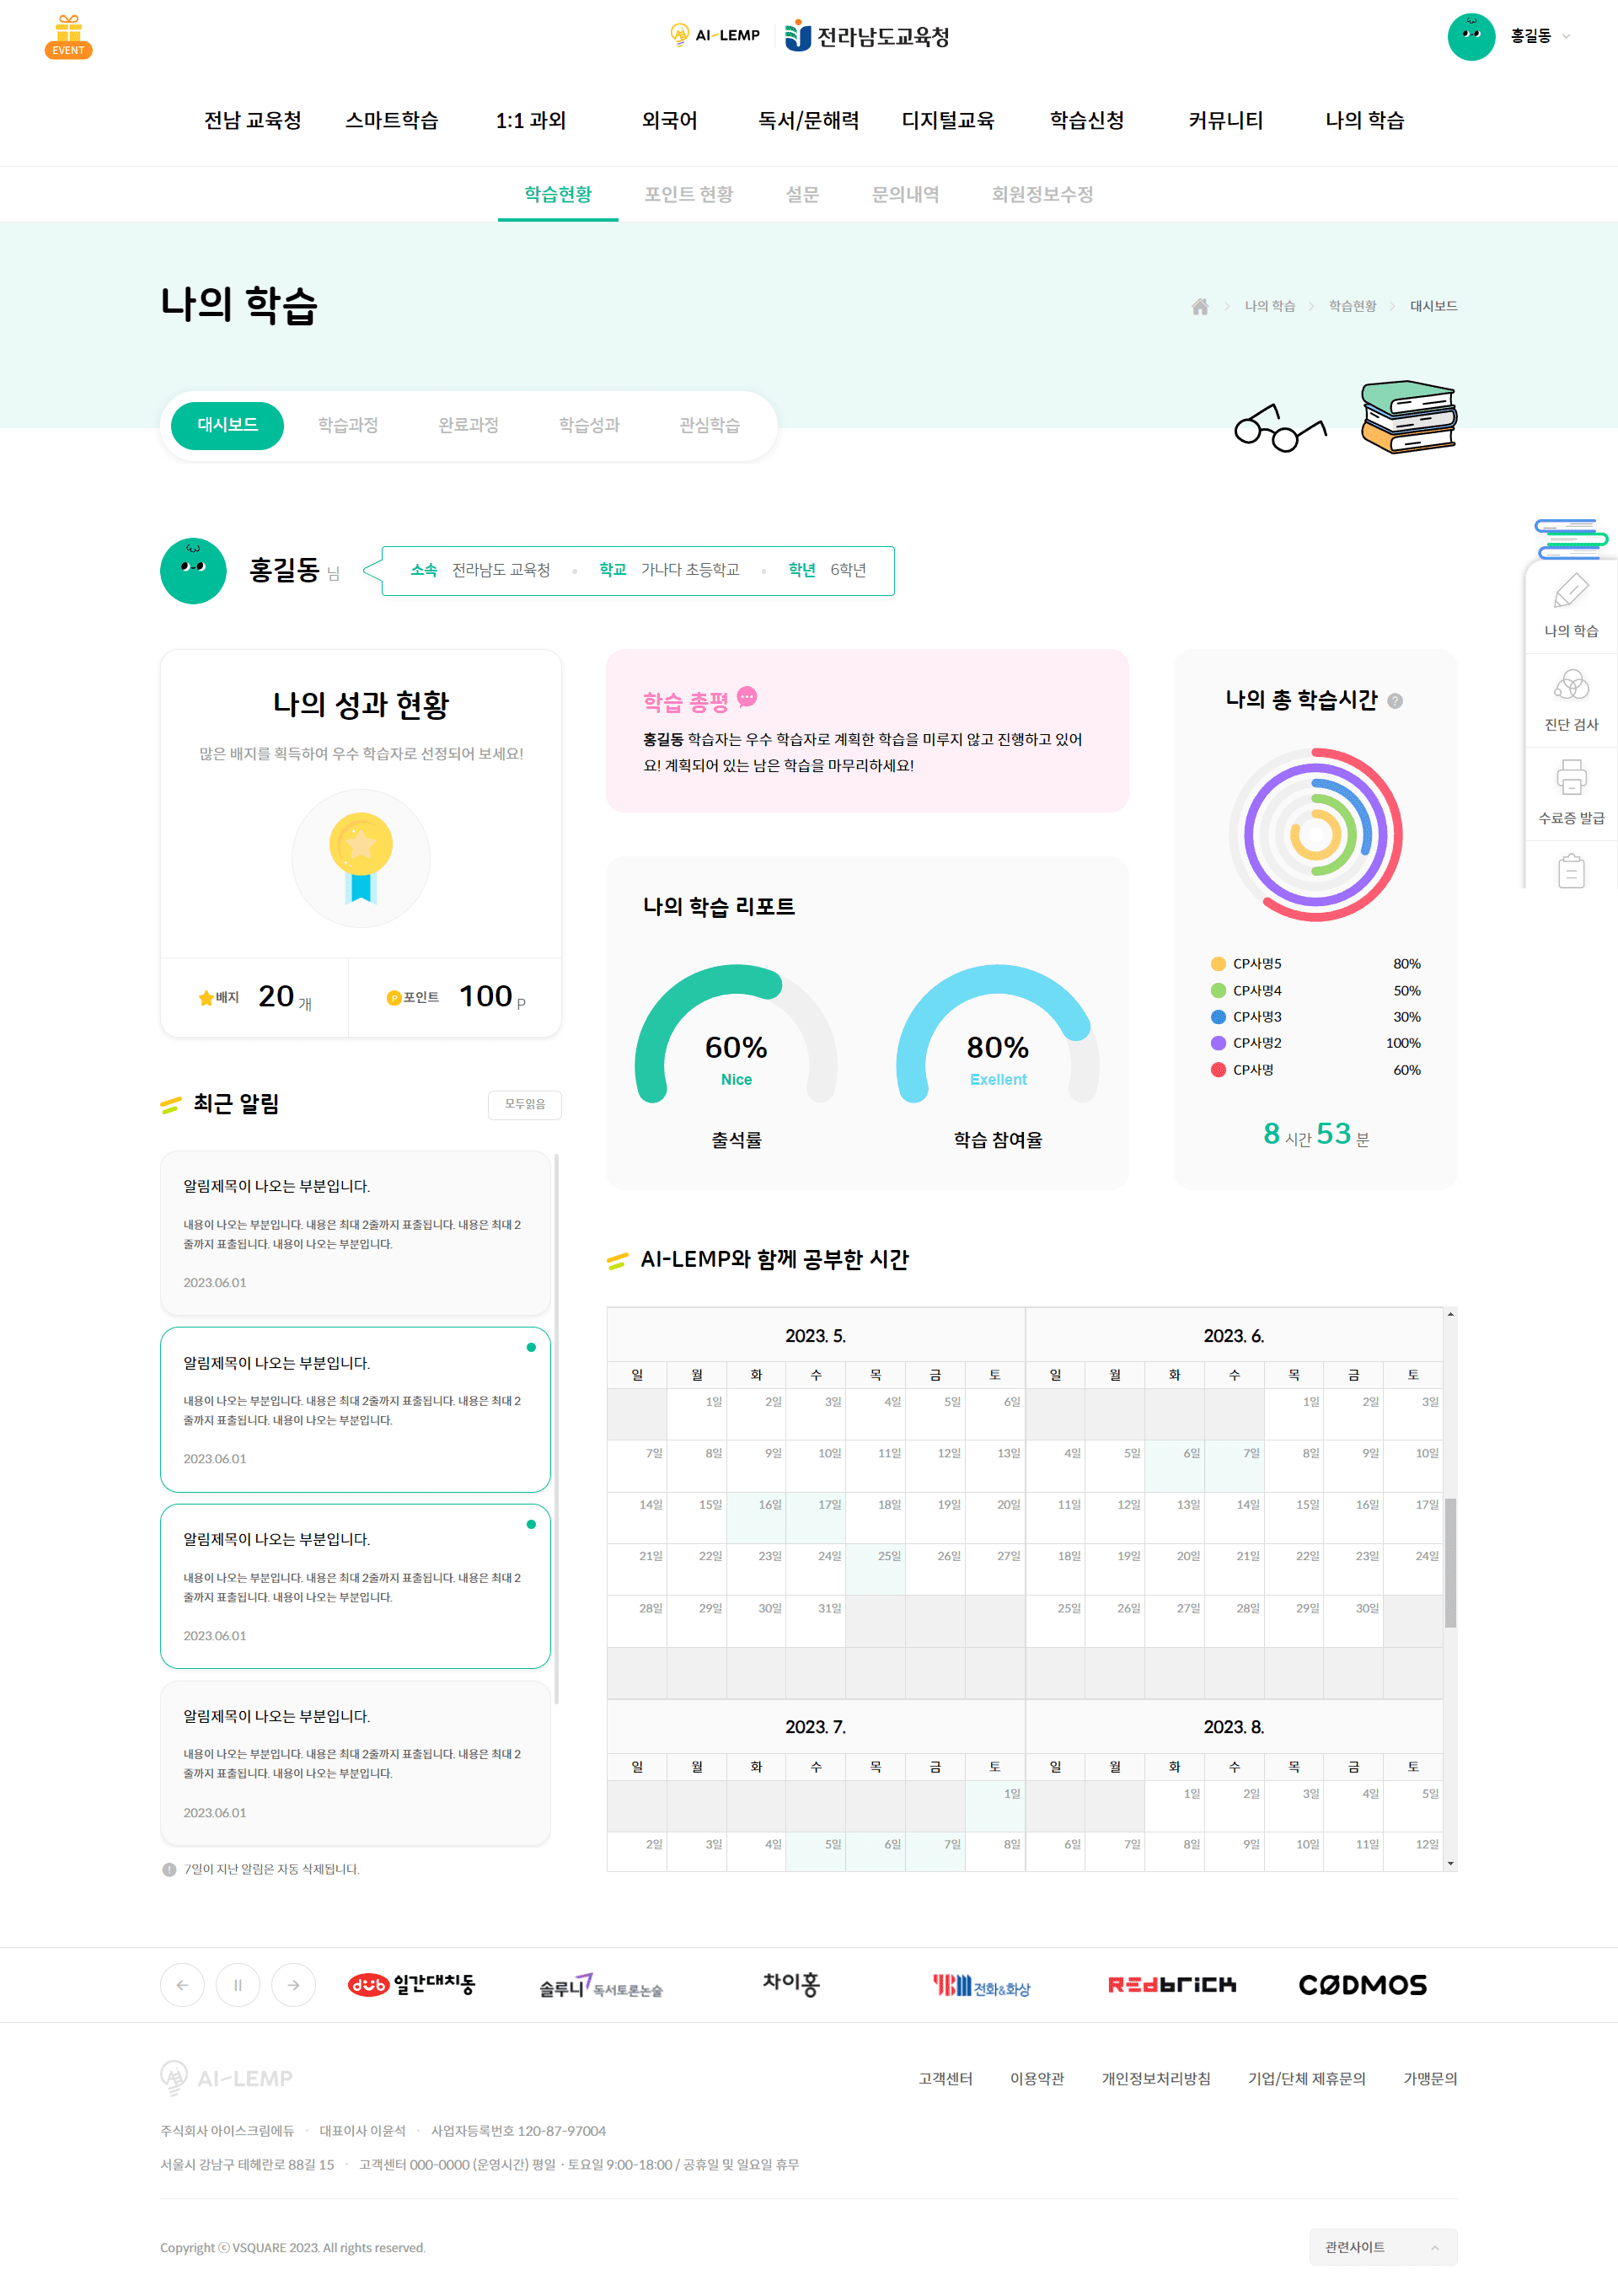 EVENT
AI-LEMP 전라남도교육청
홍길동
전남 교육청 스마트학습 1:1 과외 외국어 독서/문해력 디지털교육 학습신청 커뮤니티 나의 학습
학습현황 포인트 현황 설문 문의내역 회원정보수정
나의 학습
나의 학습 학습현황 대시보드
대시보드 학습과정 완료과정 학습성과 관심학습
홍길동 님
소속 전라남도 교육청 학교 가나다 초등학교 학년 6학년
나의 학습
진단 검사
수료증 발급
나의 성과 현황
많은 배지를 획득하여 우수 학습자로 선정되어 보세요!
배지 20 개
P 포인트 100 P
학습 총평
홍길동 학습자는 우수 학습자로 계획한 학습을 미루지 않고 진행하고 있어
요! 계획되어 있는 남은 학습을 마무리하세요!
나의 학습 리포트
60%
Nice
출석률
80%
Exellent
학습 참여율
나의 총 학습시간 ?
CP사명5 80%
CP사명4 50%
CP사명3 30%
CP사명2 100%
CP사명 60%
8 시간 53 분
최근 알림
모두읽음
알림제목이 나오는 부분입니다.
내용이 나오는 부분입니다. 내용은 최대 2줄까지 표출됩니다. 내용은 최대 2
줄까지 표출됩니다. 내용이 나오는 부분입니다.
2023.06.01
알림제목이 나오는 부분입니다.
내용이 나오는 부분입니다. 내용은 최대 2줄까지 표출됩니다. 내용은 최대 2
줄까지 표출됩니다. 내용이 나오는 부분입니다.
2023.06.01
알림제목이 나오는 부분입니다.
내용이 나오는 부분입니다. 내용은 최대 2줄까지 표출됩니다. 내용은 최대 2
줄까지 표출됩니다. 내용이 나오는 부분입니다.
2023.06.01
알림제목이 나오는 부분입니다.
내용이 나오는 부분입니다. 내용은 최대 2줄까지 표출됩니다. 내용은 최대 2
줄까지 표출됩니다. 내용이 나오는 부분입니다.
2023.06.01
! 7일이 지난 알림은 자동 삭제됩니다.
AI-LEMP와 함께 공부한 시간
2023. 5.
일 월 화 수 목 금 토
1일 2일 3일 4일 5일 6일
7일 8일 9일 10일 11일 12일 13일
14일 15일 16일 17일 18일 19일 20일
21일 22일 23일 24일 25일 26일 27일
28일 29일 30일 31일
2023. 6.
일 월 화 수 목 금 토
1일 2일 3일
4일 5일 6일 7일 8일 9일 10일
11일 12일 13일 14일 15일 16일 17일
18일 19일 20일 21일 22일 23일 24일
25일 26일 27일 28일 29일 30일
2023. 7.
일 월 화 수 목 금 토
1일
2일 3일 4일 5일 6일 7일 8일
2023. 8.
일 월 화 수 목 금 토
1일 2일 3일 4일 5일
6일 7일 8일 9일 10일 11일 12일
dub 일간대치동 솔루니 독서토론논술 차이홍 YBM 전화&화상 REdbrick CODMOS
AI-LEMP
고객센터 이용약관 개인정보처리방침 기업/단체 제휴문의 가맹문의
주식회사 아이스크림에듀 · 대표이사 이윤석 · 사업자등록번호 120-87-97004
서울시 강남구 테헤란로 88길 15 · 고객센터 000-0000 (운영시간) 평일 · 토요일 9:00-18:00 / 공휴일 및 일요일 휴무
Copyright ⓒ VSQUARE 2023. All rights reserved.
관련사이트